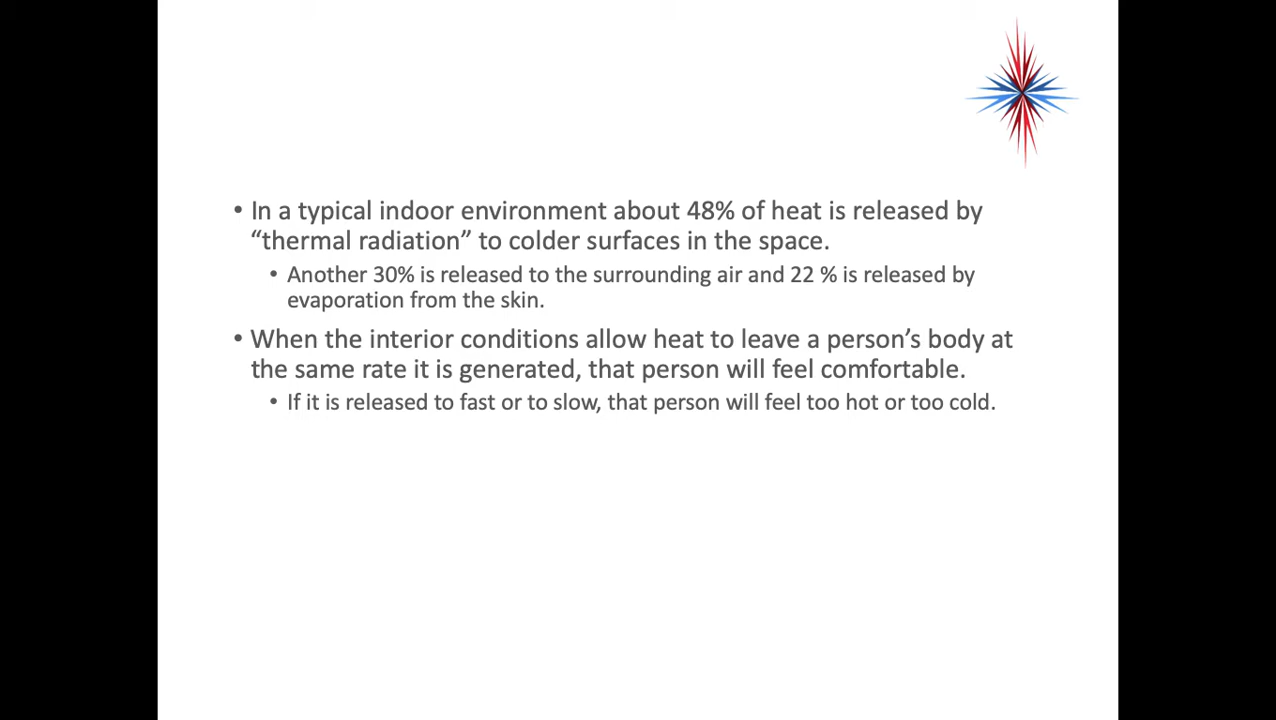 • In a typical indoor environment about 48% of heat is released by
“thermal radiation” to colder surfaces in the space.
• Another 30% is released to the surrounding air and 22 % is released by
evaporation from the skin.
• When the interior conditions allow heat to leave a person’s body at
the same rate it is generated, that person will feel comfortable.
• If it is released to fast or to slow, that person will feel too hot or too cold.